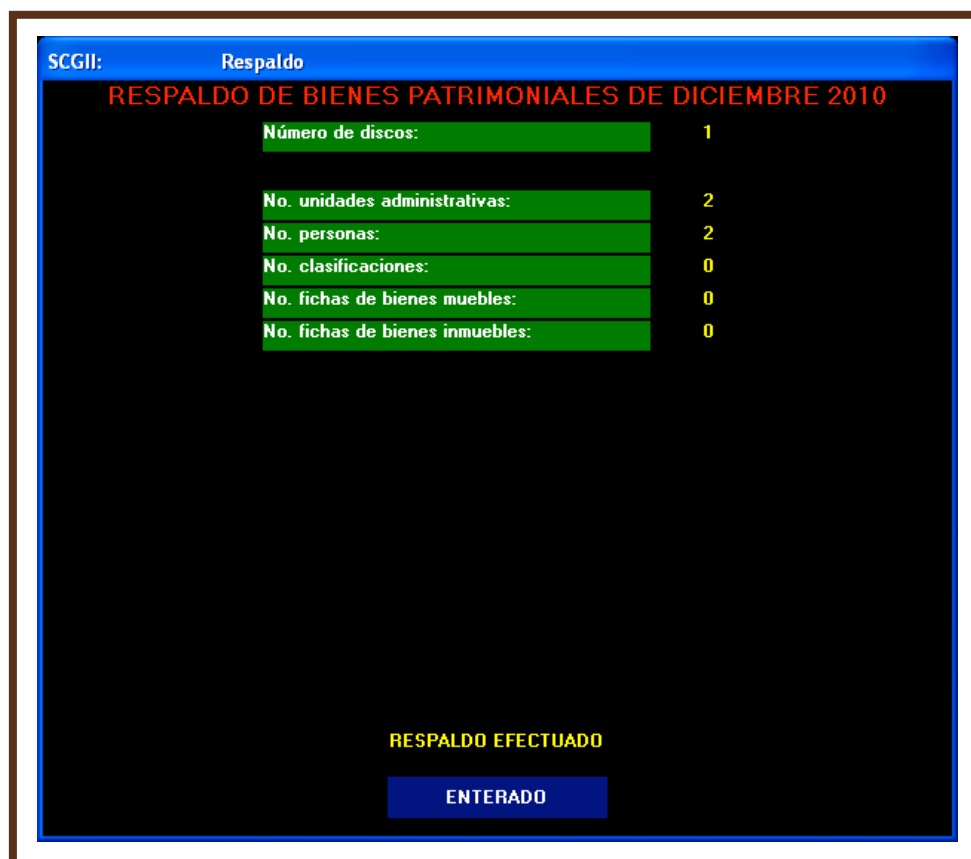 SCGII: Respaldo
RESPALDO DE BIENES PATRIMONIALES DE DICIEMBRE 2010
Número de discos: 1
No. unidades administrativas: 2
No. personas: 2
No. clasificaciones: 0
No. fichas de bienes muebles: 0
No. fichas de bienes inmuebles: 0
RESPALDO EFECTUADO
ENTERADO